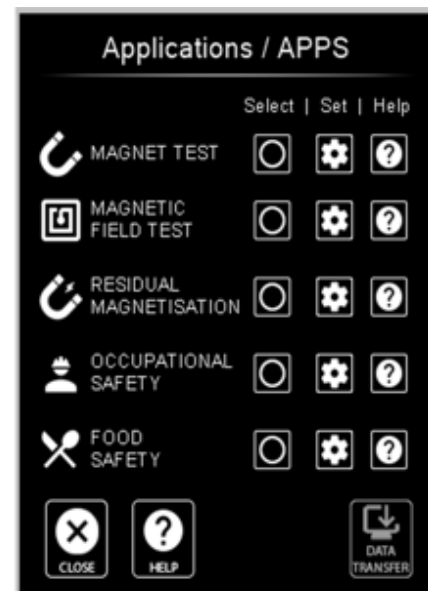 Applications / APPS
Select | Set | Help
MAGNET TEST
MAGNETIC
FIELD TEST
RESIDUAL
MAGNETISATION
OCCUPATIONAL
SAFETY
FOOD
SAFETY
CLOSE
HELP
DATA
TRANSFER